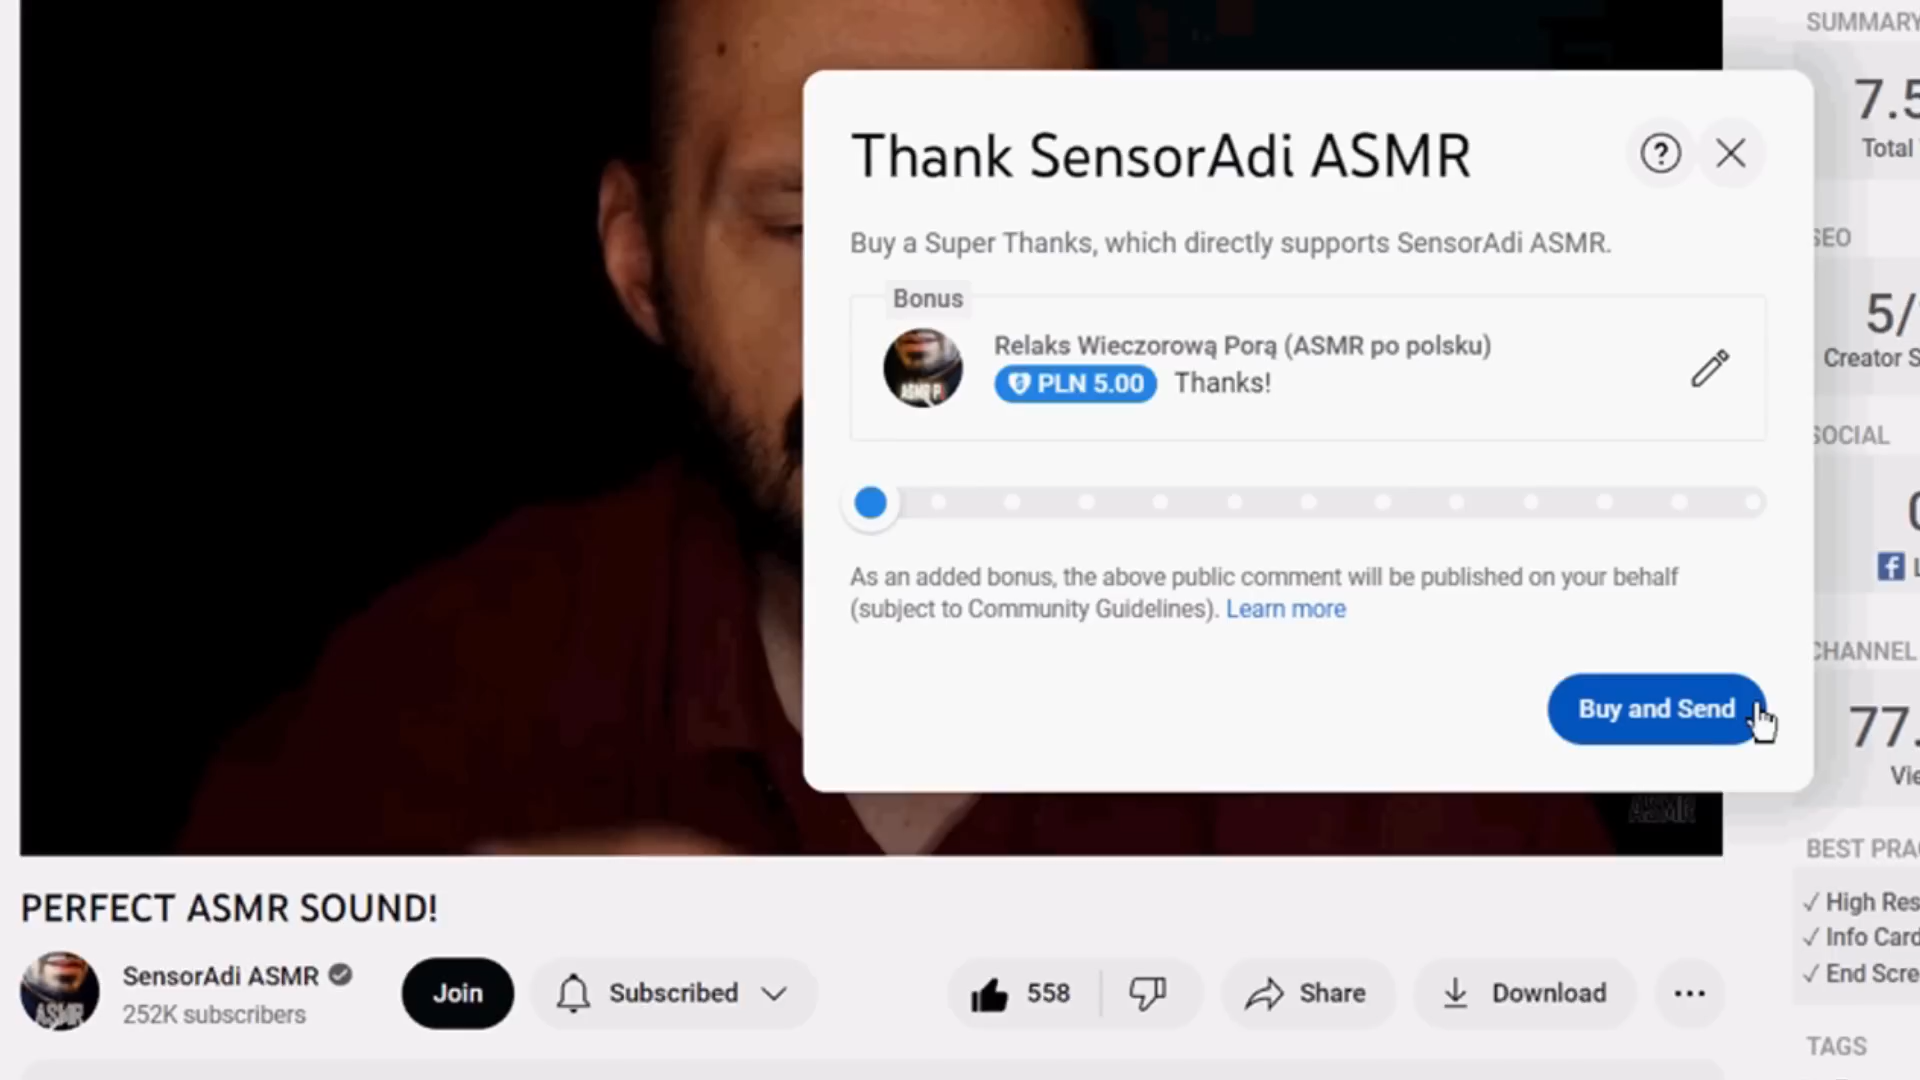 Thank SensorAdi ASMR
Buy a Super Thanks, which directly supports SensorAdi ASMR.
Bonus
Relaks Wieczorową Porą (ASMR po polsku)
PLN 5.00 Thanks!
As an added bonus, the above public comment will be published on your behalf
(subject to Community Guidelines). Learn more
Buy and Send
ASMR
PERFECT ASMR SOUND!
SensorAdi ASMR
252K subscribers
Join
Subscribed
558
Share
Download
SUMMARY
7.5
Total
SEO
5/
Creator S
SOCIAL
CHANNEL
77.
Vie
BEST PRA
✓ High Res
✓ Info Card
✓ End Scre
TAGS